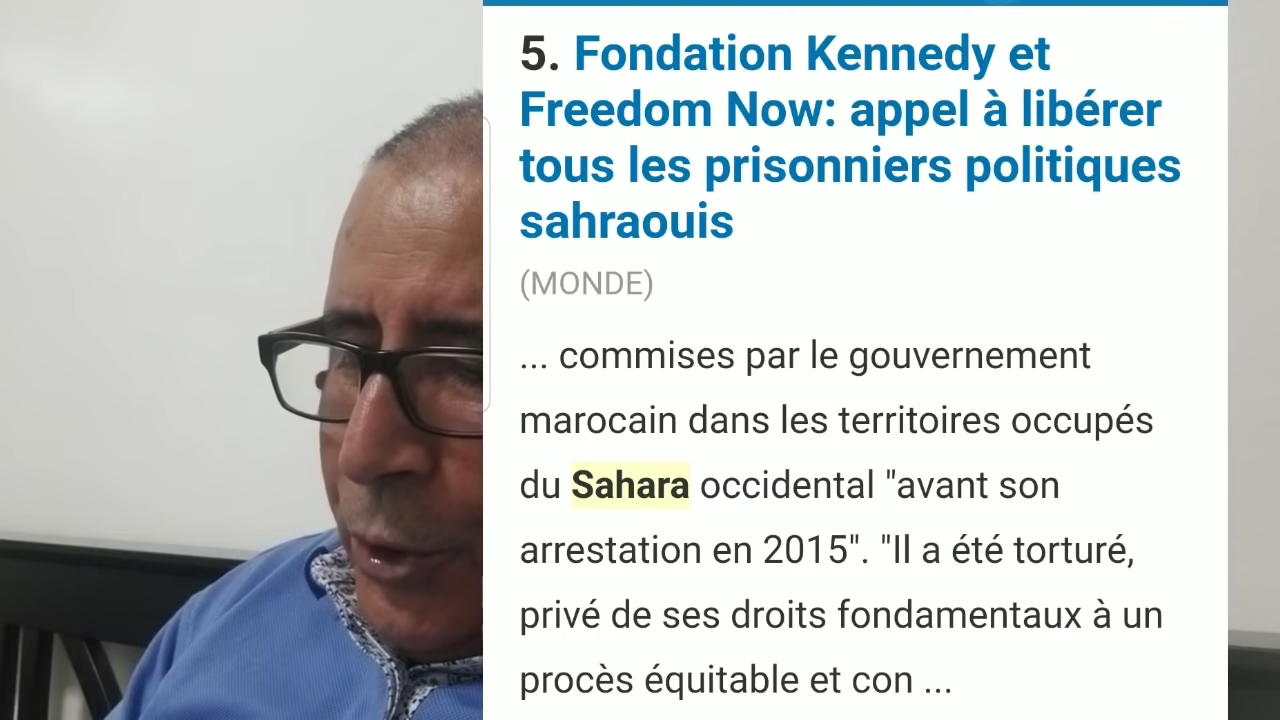 5. Fondation Kennedy et
Freedom Now: appel à libérer
tous les prisonniers politiques
sahraouis
(MONDE)
... commises par le gouvernement
marocain dans les territoires occupés
du Sahara occidental "avant son
arrestation en 2015". "Il a été torturé,
privé de ses droits fondamentaux à un
procès équitable et con ...